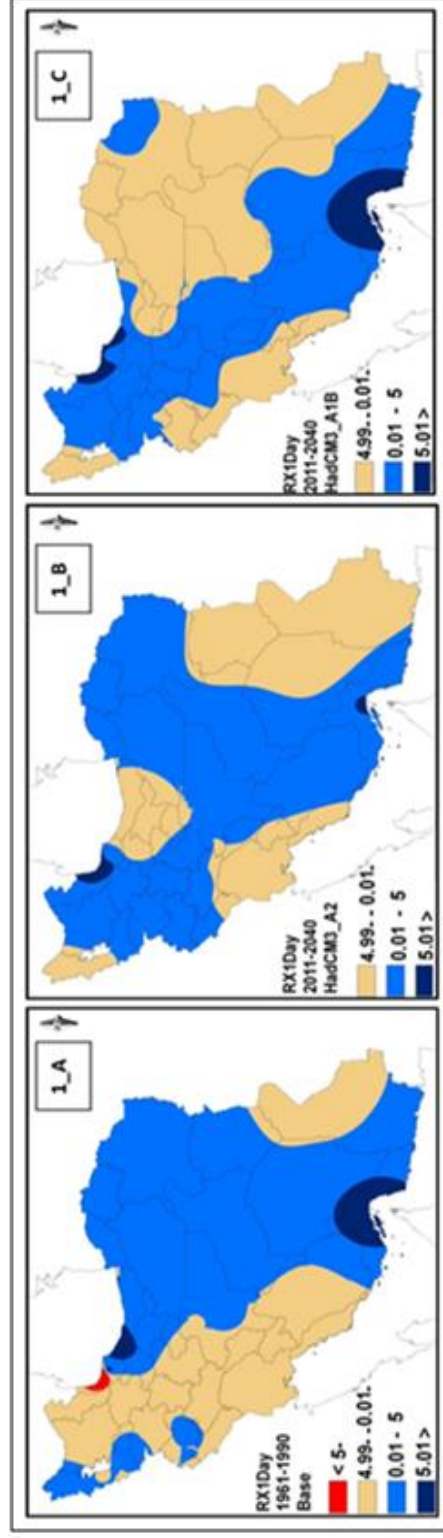 1_A
RX1Day
1961-1990
Base
< 5-
4.99- -0.01-
0.01 - 5
5.01>
1_B
RX1Day
2011-2040
HadCM3_A2
4.99- -0.01-
0.01 - 5
5.01>
1_C
RX1Day
2011-2040
HadCM3_A1B
4.99- -0.01-
0.01 - 5
5.01>